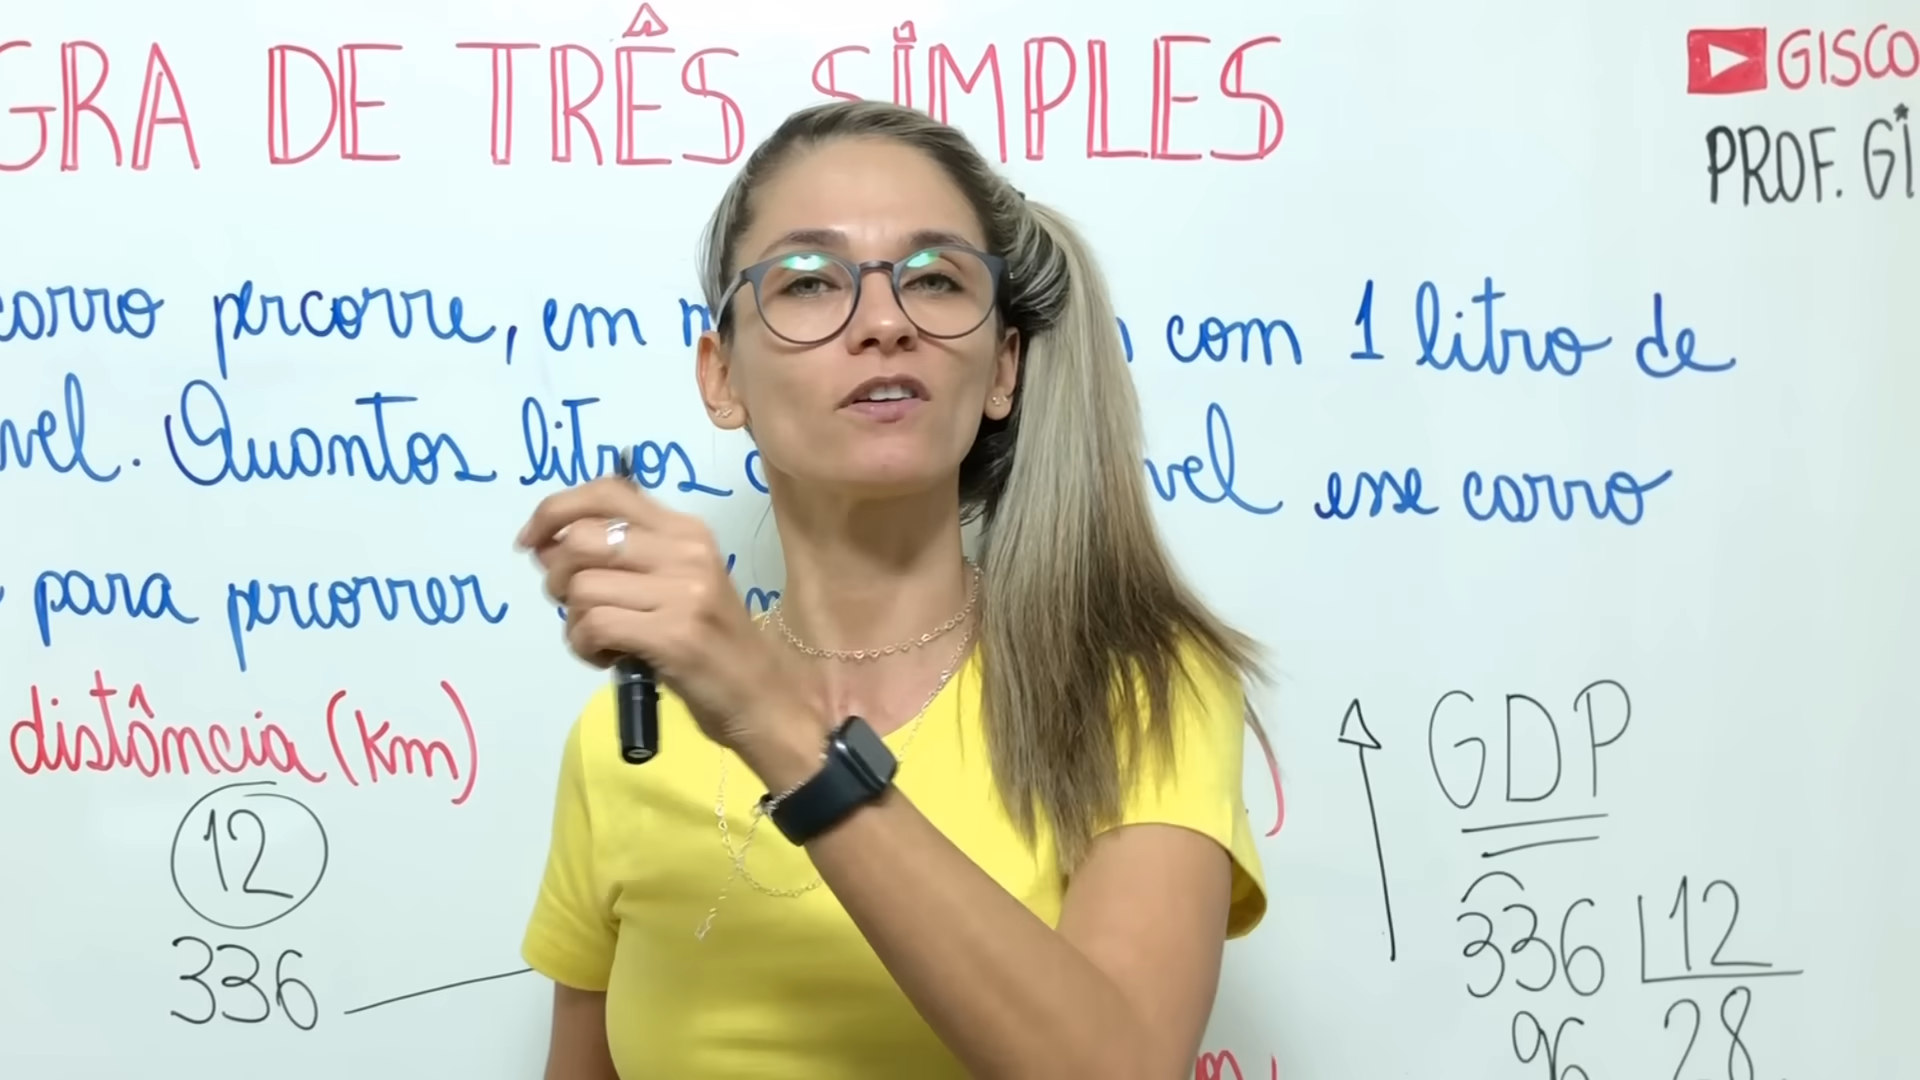 GRA DE TRÊS SIMPLES
GISCO
PROF. GI
carro percorre, em com 1 litro de
vel. Quantos litros vel esse carro
para percorrer
distância (km)
12
336
GDP
336 12
96 28